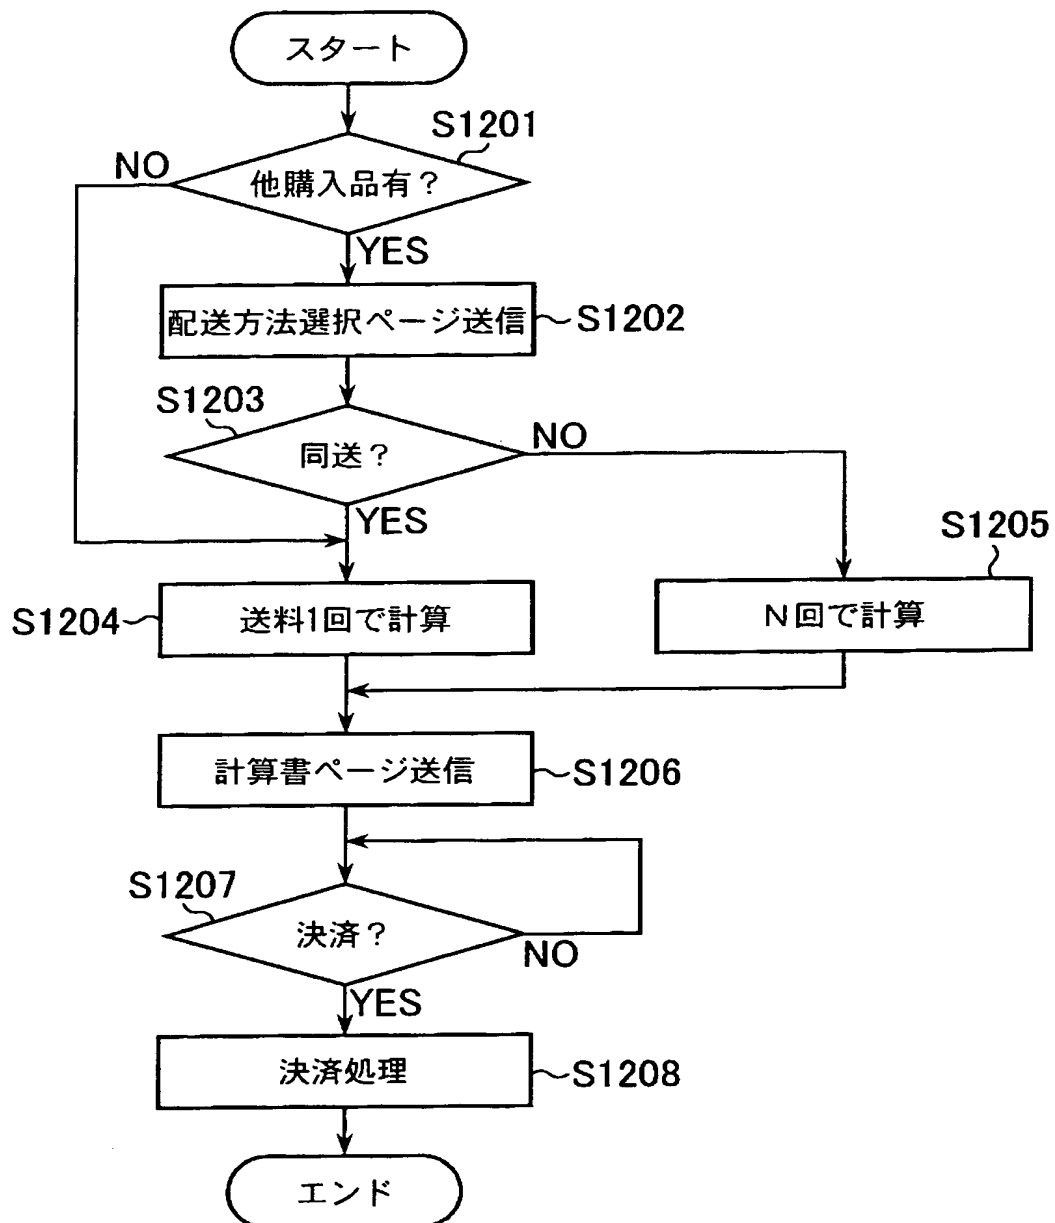 スタート
S1201
NO
他購入品有?
YES
配送方法選択ページ送信
S1202
S1203
同送?
NO
YES
S1205
S1204
送料1回で計算
N回で計算
計算書ページ送信
S1206
S1207
決済?
NO
YES
決済処理
S1208
エンド